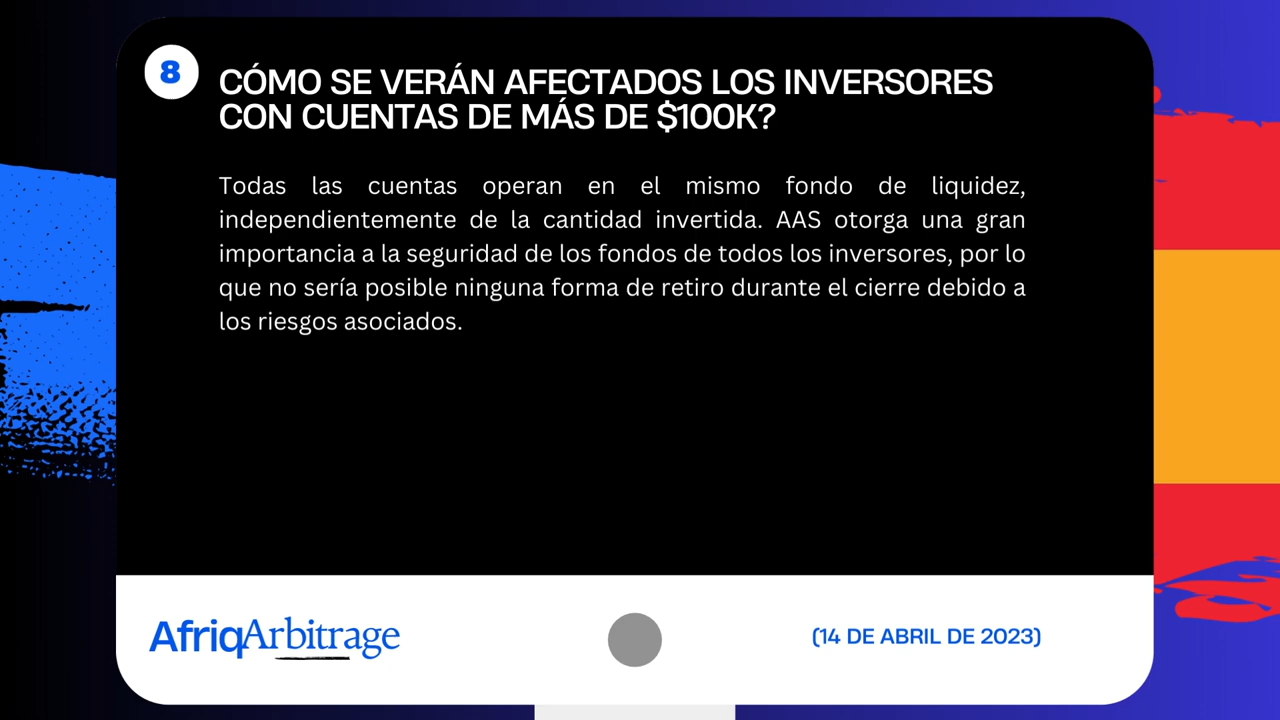 8
CÓMO SE VERÁN AFECTADOS LOS INVERSORES
CON CUENTAS DE MÁS DE $100K?
Todas las cuentas operan en el mismo fondo de liquidez,
independientemente de la cantidad invertida. AAS otorga una gran
importancia a la seguridad de los fondos de todos los inversores, por lo
que no sería posible ninguna forma de retiro durante el cierre debido a
los riesgos asociados.
AfriqArbitrage
(14 DE ABRIL DE 2023)